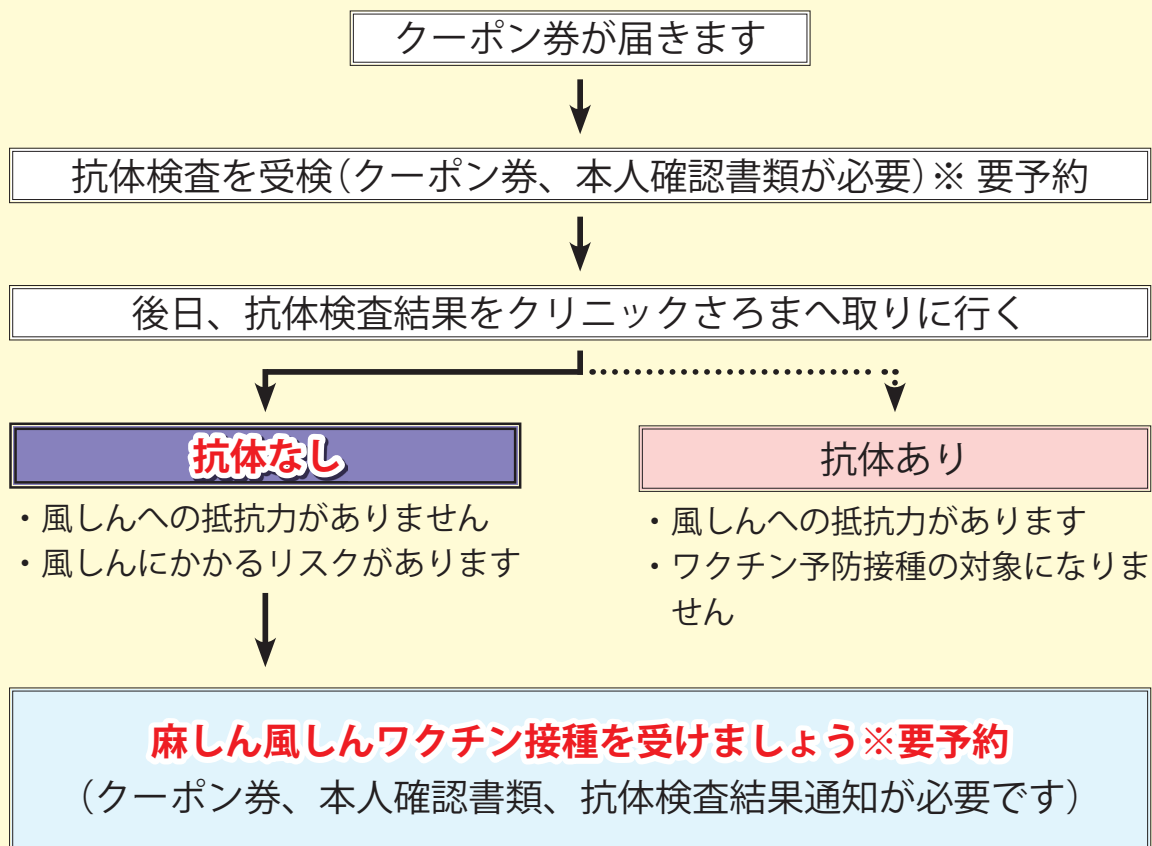 クーポン券が届きます
抗体検査を受検(クーポン券、本人確認書類が必要)※ 要予約
後日、抗体検査結果をクリニックさろまへ取りに行く
抗体なし
・風しんへの抵抗力がありません
・風しんにかかるリスクがあります
抗体あり
・風しんへの抵抗力があります
・ワクチン予防接種の対象になりま
せん
麻しん風しんワクチン接種を受けましょう※要予約
(クーポン券、本人確認書類、抗体検査結果通知が必要です)